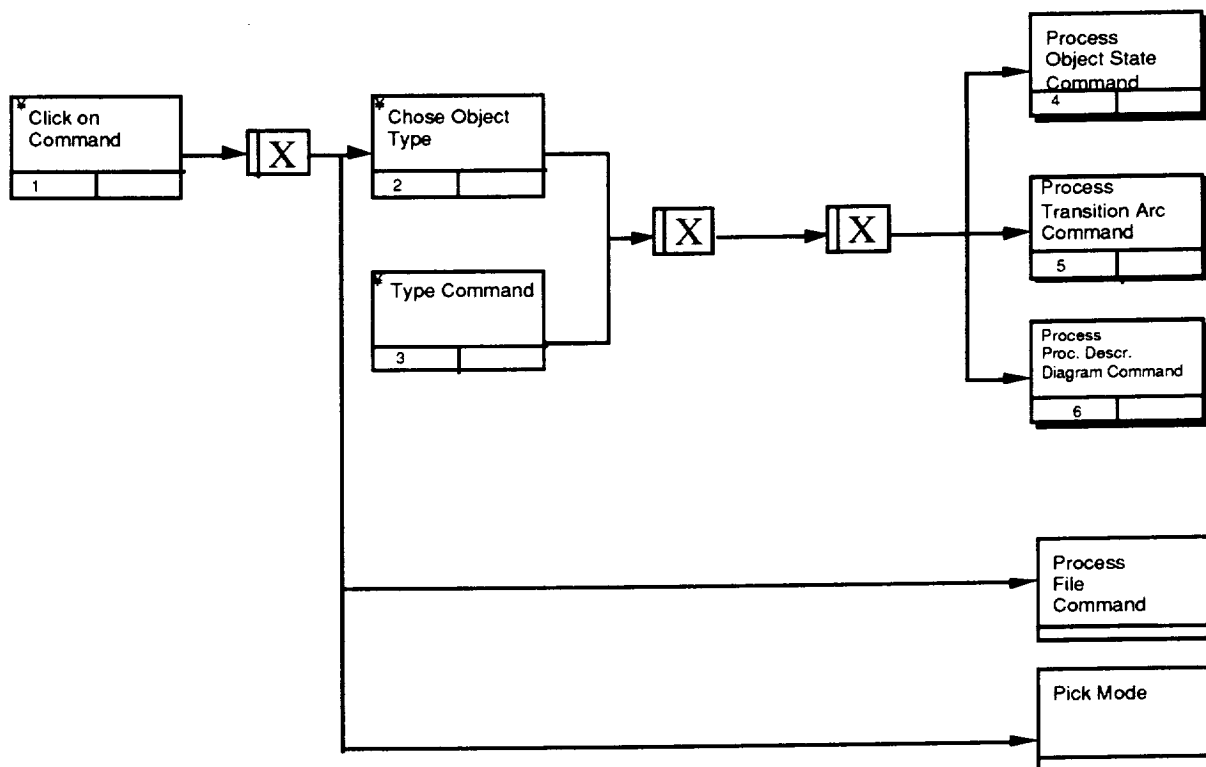 Process
Object State
Command
4
¥
Click on
Command
1
X
¥
Chose Object
Type
2
Process
Transition Arc
Command
5
X
X
¥
Type Command
3
Process
Proc. Descr.
Diagram Command
6
Process
File
Command
Pick Mode